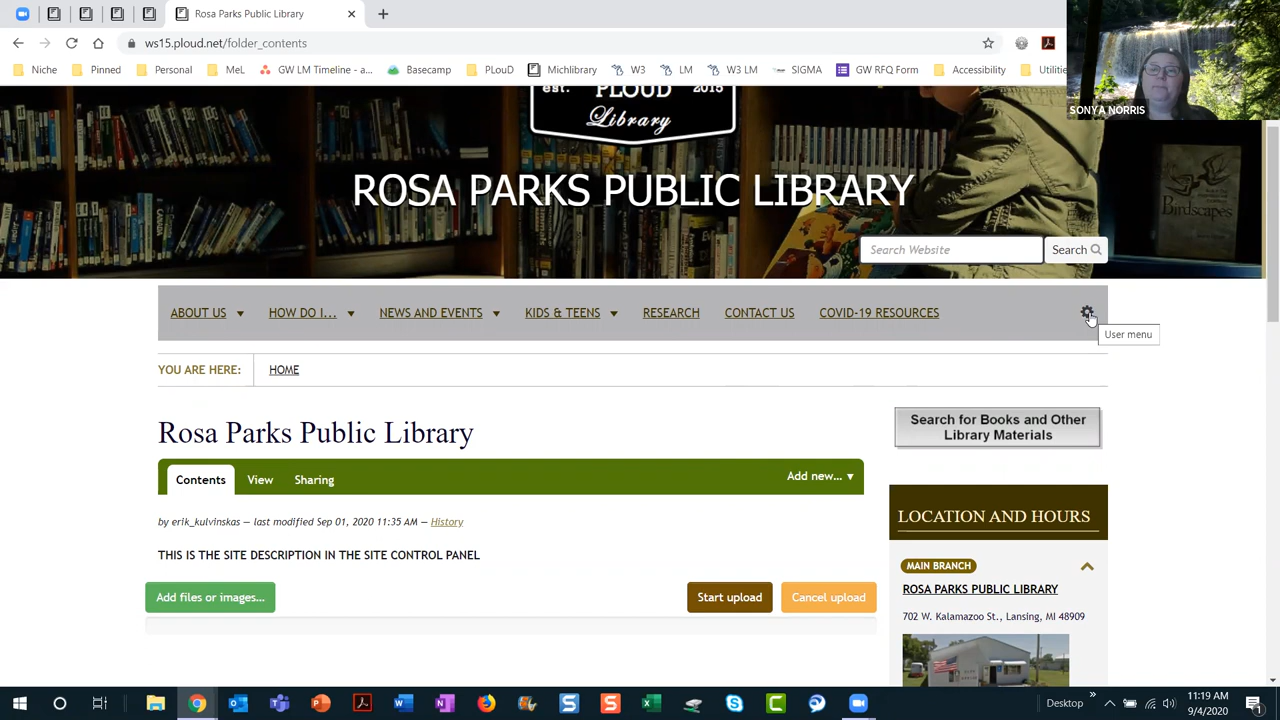 Rosa Parks Public Library
ws15.ploud.net/folder_contents
Niche
Pinned
Personal
MeL
GW LM Timeline - a...
Basecamp
PLouD
Michlibrary
W3
LM
W3 LM
SIGMA
GW RFQ Form
Accessibility
Utilitie
SONYA NORRIS
est.
PLOUD
2015
Library
ROSA PARKS PUBLIC LIBRARY
Birdscapes
Search Website
Search
ABOUT US
HOW DO I...
NEWS AND EVENTS
KIDS & TEENS
RESEARCH
CONTACT US
COVID-19 RESOURCES
User menu
YOU ARE HERE:
HOME
Rosa Parks Public Library
Contents
View
Sharing
Add new...
by erik_kulvinskas — last modified Sep 01, 2020 11:35 AM — History
THIS IS THE SITE DESCRIPTION IN THE SITE CONTROL PANEL
Add files or images...
Start upload
Cancel upload
Search for Books and Other
Library Materials
LOCATION AND HOURS
MAIN BRANCH
ROSA PARKS PUBLIC LIBRARY
702 W. Kalamazoo St., Lansing, MI 48909
Desktop
11:19 AM
9/4/2020
1